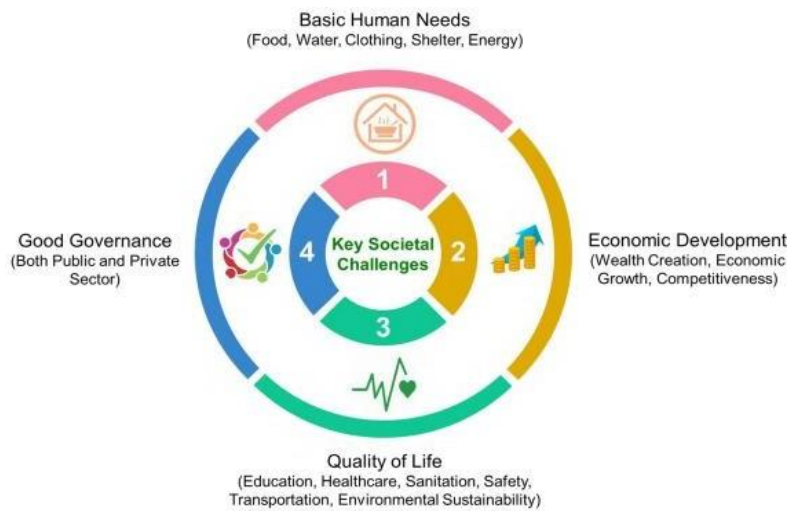 Basic Human Needs
(Food, Water, Clothing, Shelter, Energy)
1
Good Governance
(Both Public and Private
Sector)
4
Key Societal
Challenges
2
Economic Development
(Wealth Creation, Economic
Growth, Competitiveness)
3
Quality of Life
(Education, Healthcare, Sanitation, Safety,
Transportation, Environmental Sustainability)